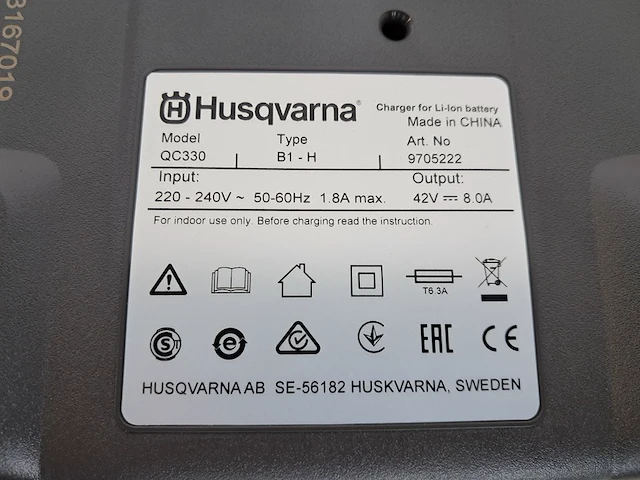 3167019
Husqvarna® Charger for Li-Ion battery
Made in CHINA
Model Type Art. No
QC330 B1 - H 9705222
Input: Output:
220 - 240V ~ 50-60Hz 1.8A max. 42V ⎓ 8.0A
For indoor use only. Before charging read the instruction.
T6.3A
EAC CE
HUSQVARNA AB SE-56182 HUSKVARNA, SWEDEN